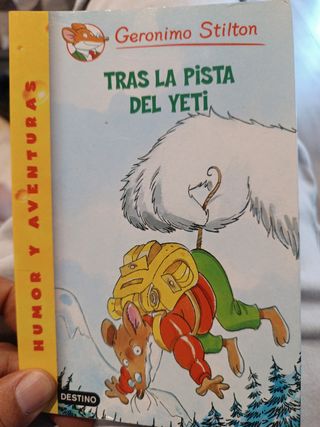 Geronimo Stilton
TRAS LA PISTA
DEL YETI
HUMOR Y AVENTURAS
DESTINO